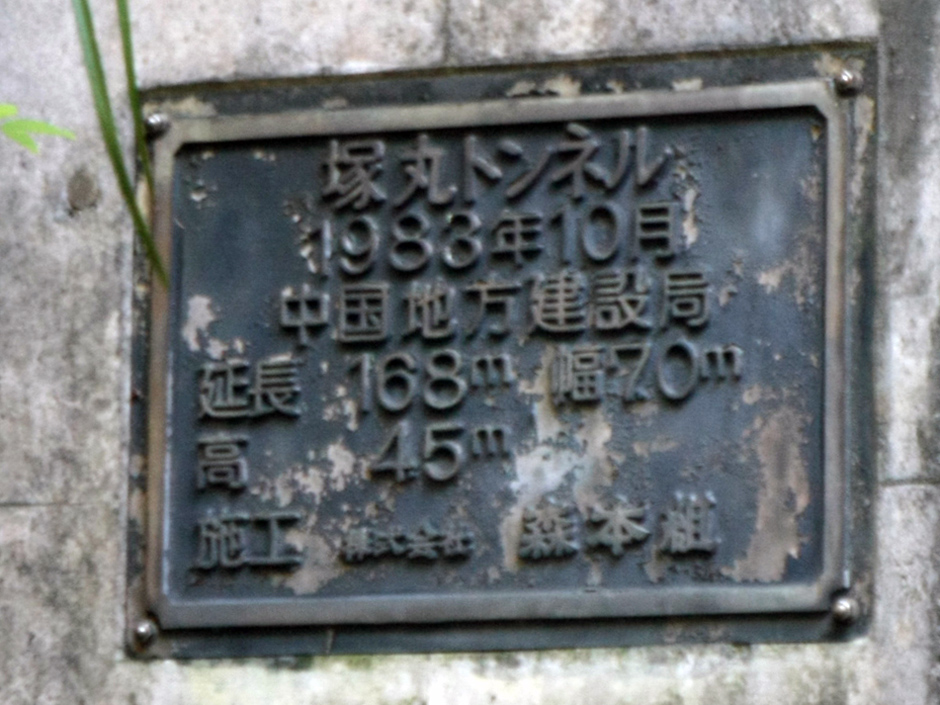 塚丸トンネル
1983年10月
中国地方建設局
延長 168m 幅7.0m
高 4.5m
施工 株式会社 森本組